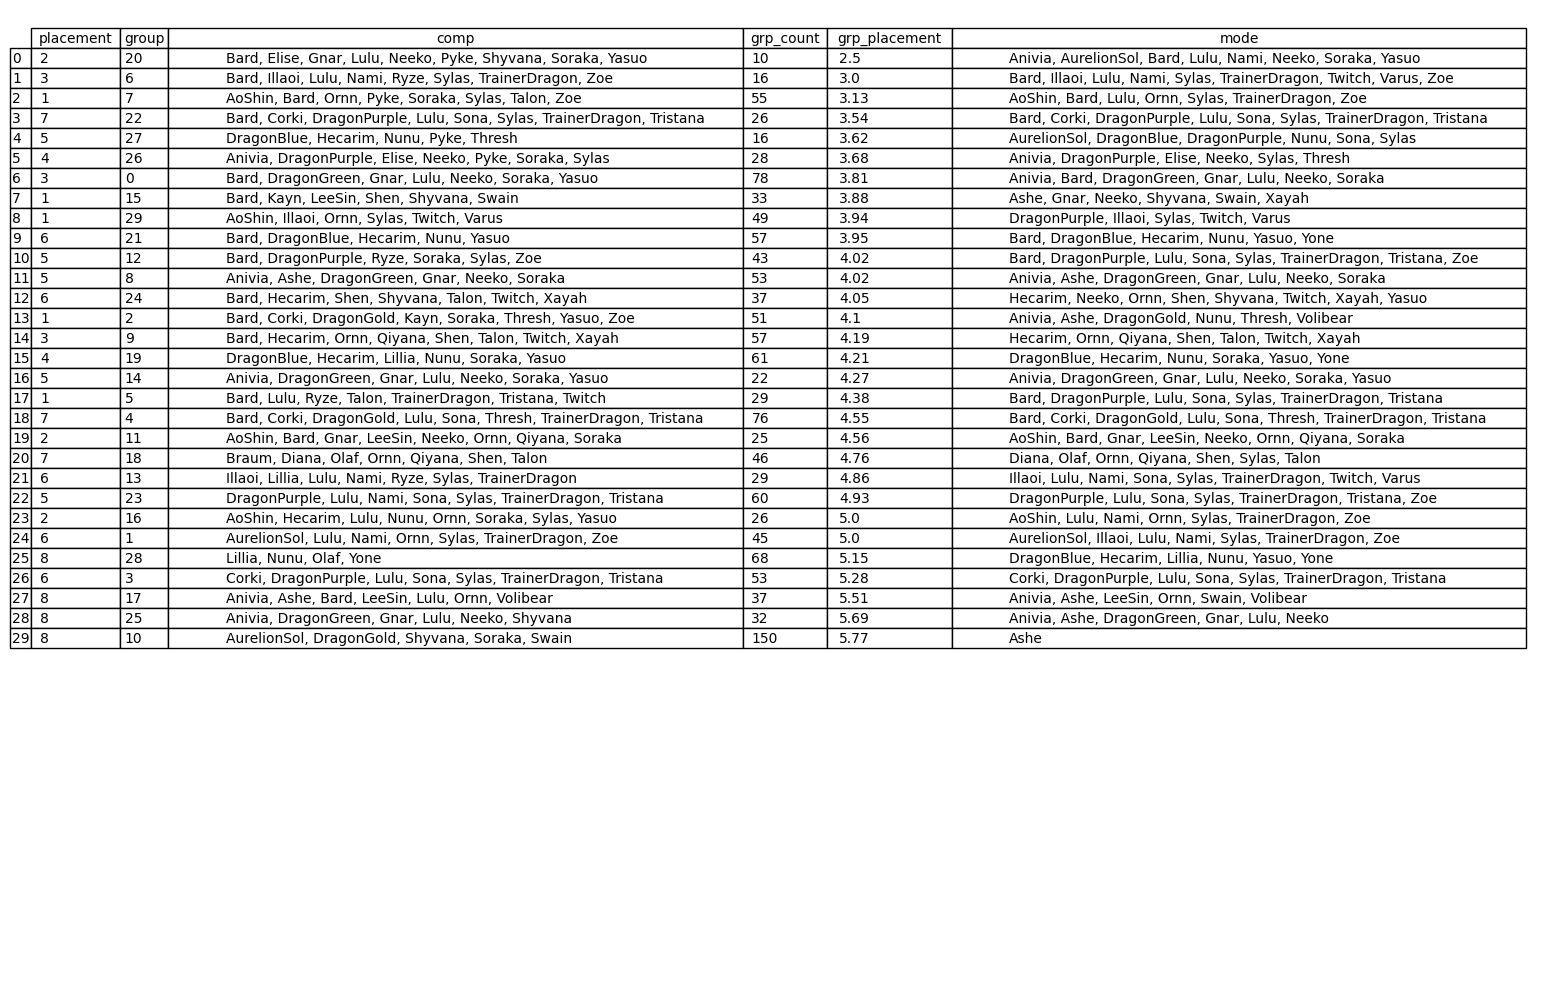 placement group comp grp_count grp_placement mode
0 2 20 Bard, Elise, Gnar, Lulu, Neeko, Pyke, Shyvana, Soraka, Yasuo 10 2.5 Anivia, AurelionSol, Bard, Lulu, Nami, Neeko, Soraka, Yasuo
1 3 6 Bard, Illaoi, Lulu, Nami, Ryze, Sylas, TrainerDragon, Zoe 16 3.0 Bard, Illaoi, Lulu, Nami, Sylas, TrainerDragon, Twitch, Varus, Zoe
2 1 7 AoShin, Bard, Ornn, Pyke, Soraka, Sylas, Talon, Zoe 55 3.13 AoShin, Bard, Lulu, Ornn, Sylas, TrainerDragon, Zoe
3 7 22 Bard, Corki, DragonPurple, Lulu, Sona, Sylas, TrainerDragon, Tristana 26 3.54 Bard, Corki, DragonPurple, Lulu, Sona, Sylas, TrainerDragon, Tristana
4 5 27 DragonBlue, Hecarim, Nunu, Pyke, Thresh 16 3.62 AurelionSol, DragonBlue, DragonPurple, Nunu, Sona, Sylas
5 4 26 Anivia, DragonPurple, Elise, Neeko, Pyke, Soraka, Sylas 28 3.68 Anivia, DragonPurple, Elise, Neeko, Sylas, Thresh
6 3 0 Bard, DragonGreen, Gnar, Lulu, Neeko, Soraka, Yasuo 78 3.81 Anivia, Bard, DragonGreen, Gnar, Lulu, Neeko, Soraka
7 1 15 Bard, Kayn, LeeSin, Shen, Shyvana, Swain 33 3.88 Ashe, Gnar, Neeko, Shyvana, Swain, Xayah
8 1 29 AoShin, Illaoi, Ornn, Sylas, Twitch, Varus 49 3.94 DragonPurple, Illaoi, Sylas, Twitch, Varus
9 6 21 Bard, DragonBlue, Hecarim, Nunu, Yasuo 57 3.95 Bard, DragonBlue, Hecarim, Nunu, Yasuo, Yone
10 5 12 Bard, DragonPurple, Ryze, Soraka, Sylas, Zoe 43 4.02 Bard, DragonPurple, Lulu, Sona, Sylas, TrainerDragon, Tristana, Zoe
11 5 8 Anivia, Ashe, DragonGreen, Gnar, Neeko, Soraka 53 4.02 Anivia, Ashe, DragonGreen, Gnar, Lulu, Neeko, Soraka
12 6 24 Bard, Hecarim, Shen, Shyvana, Talon, Twitch, Xayah 37 4.05 Hecarim, Neeko, Ornn, Shen, Shyvana, Twitch, Xayah, Yasuo
13 1 2 Bard, Corki, DragonGold, Kayn, Soraka, Thresh, Yasuo, Zoe 51 4.1 Anivia, Ashe, DragonGold, Nunu, Thresh, Volibear
14 3 9 Bard, Hecarim, Ornn, Qiyana, Shen, Talon, Twitch, Xayah 57 4.19 Hecarim, Ornn, Qiyana, Shen, Talon, Twitch, Xayah
15 4 19 DragonBlue, Hecarim, Lillia, Nunu, Soraka, Yasuo 61 4.21 DragonBlue, Hecarim, Nunu, Soraka, Yasuo, Yone
16 5 14 Anivia, DragonGreen, Gnar, Lulu, Neeko, Soraka, Yasuo 22 4.27 Anivia, DragonGreen, Gnar, Lulu, Neeko, Soraka, Yasuo
17 1 5 Bard, Lulu, Ryze, Talon, TrainerDragon, Tristana, Twitch 29 4.38 Bard, DragonPurple, Lulu, Sona, Sylas, TrainerDragon, Tristana
18 7 4 Bard, Corki, DragonGold, Lulu, Sona, Thresh, TrainerDragon, Tristana 76 4.55 Bard, Corki, DragonGold, Lulu, Sona, Thresh, TrainerDragon, Tristana
19 2 11 AoShin, Bard, Gnar, LeeSin, Neeko, Ornn, Qiyana, Soraka 25 4.56 AoShin, Bard, Gnar, LeeSin, Neeko, Ornn, Qiyana, Soraka
20 7 18 Braum, Diana, Olaf, Ornn, Qiyana, Shen, Talon 46 4.76 Diana, Olaf, Ornn, Qiyana, Shen, Sylas, Talon
21 6 13 Illaoi, Lillia, Lulu, Nami, Ryze, Sylas, TrainerDragon 29 4.86 Illaoi, Lulu, Nami, Sona, Sylas, TrainerDragon, Twitch, Varus
22 5 23 DragonPurple, Lulu, Nami, Sona, Sylas, TrainerDragon, Tristana 60 4.93 DragonPurple, Lulu, Sona, Sylas, TrainerDragon, Tristana, Zoe
23 2 16 AoShin, Hecarim, Lulu, Nunu, Ornn, Soraka, Sylas, Yasuo 26 5.0 AoShin, Lulu, Nami, Ornn, Sylas, TrainerDragon, Zoe
24 6 1 AurelionSol, Lulu, Nami, Ornn, Sylas, TrainerDragon, Zoe 45 5.0 AurelionSol, Illaoi, Lulu, Nami, Sylas, TrainerDragon, Zoe
25 8 28 Lillia, Nunu, Olaf, Yone 68 5.15 DragonBlue, Hecarim, Lillia, Nunu, Yasuo, Yone
26 6 3 Corki, DragonPurple, Lulu, Sona, Sylas, TrainerDragon, Tristana 53 5.28 Corki, DragonPurple, Lulu, Sona, Sylas, TrainerDragon, Tristana
27 8 17 Anivia, Ashe, Bard, LeeSin, Lulu, Ornn, Volibear 37 5.51 Anivia, Ashe, LeeSin, Ornn, Swain, Volibear
28 8 25 Anivia, DragonGreen, Gnar, Lulu, Neeko, Shyvana 32 5.69 Anivia, Ashe, DragonGreen, Gnar, Lulu, Neeko
29 8 10 AurelionSol, DragonGold, Shyvana, Soraka, Swain 150 5.77 Ashe